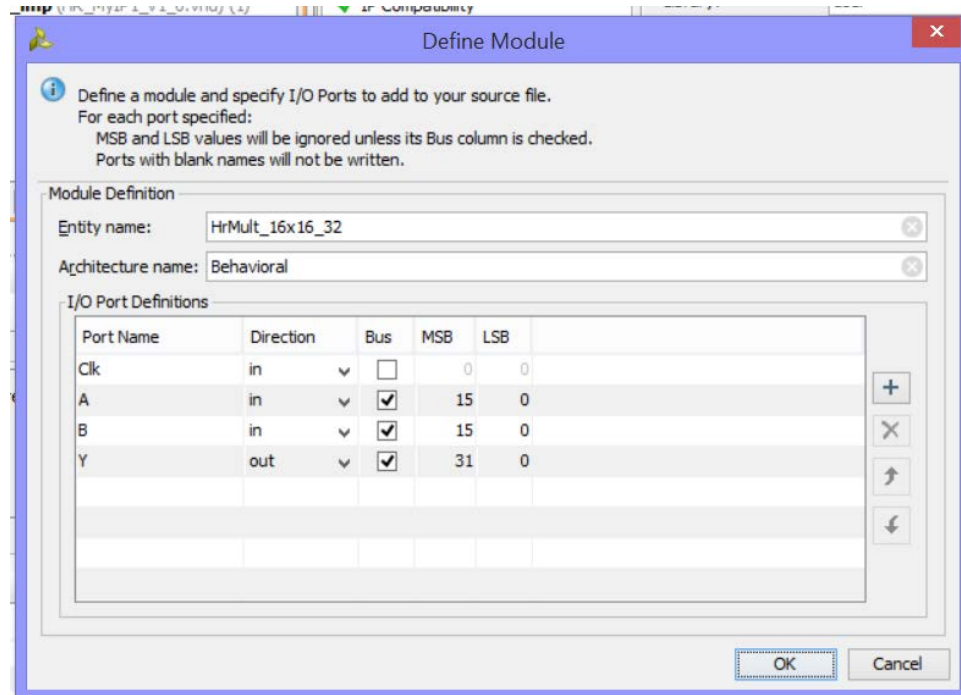 IP Compatibility
Define Module
Define a module and specify I/O Ports to add to your source file.
For each port specified:
MSB and LSB values will be ignored unless its Bus column is checked.
Ports with blank names will not be written.
Module Definition
Entity name: HrMult_16x16_32
Architecture name: Behavioral
I/O Port Definitions
Port Name Direction Bus MSB LSB
Clk in 0 0
A in 15 0
B in 15 0
Y out 31 0
OK Cancel